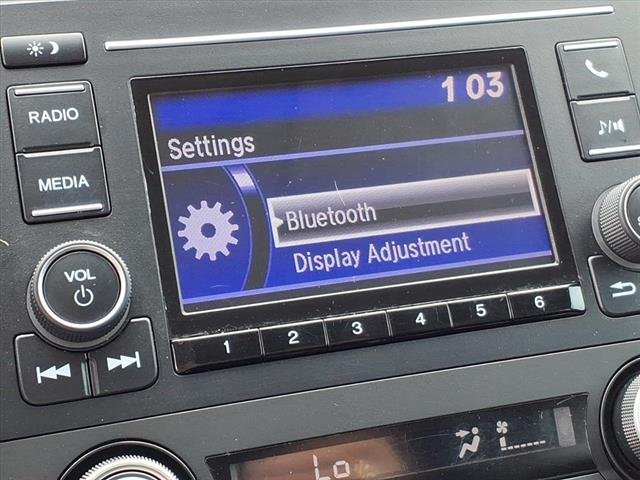 1 03
RADIO
Settings
MEDIA
Bluetooth
VOL
Display Adjustment
1 2 3 4 5 6
Lo